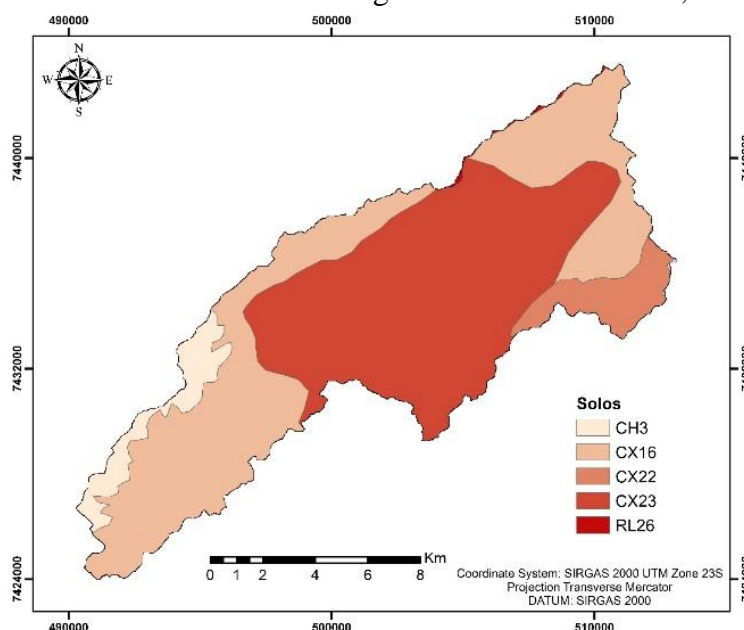 490000 500000 510000
N
W E
S
7440000
7432000
7424000
Solos
CH3
CX16
CX22
CX23
RL26
Km
0 1 2 4 6 8
Coordinate System: SIRGAS 2000 UTM Zone 23S
Projection Transverse Mercator
DATUM: SIRGAS 2000
490000 500000 510000